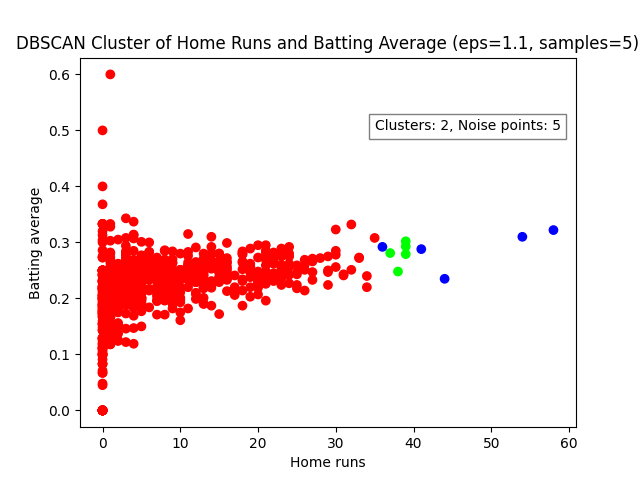 DBSCAN Cluster of Home Runs and Batting Average (eps=1.1, samples=5)
0.6
0.5
0.4
0.3
0.2
0.1
0.0
Batting average
Clusters: 2, Noise points: 5
0 10 20 30 40 50 60
Home runs